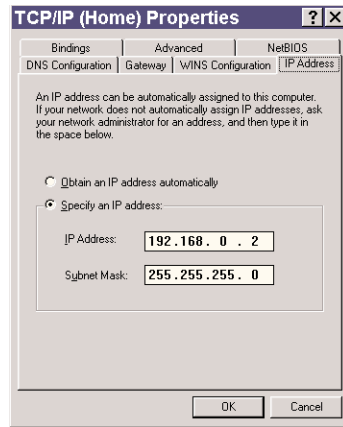 TCP/IP (Home) Properties ? X
Bindings Advanced NetBIOS
DNS Configuration Gateway WINS Configuration IP Address
An IP address can be automatically assigned to this computer.
If your network does not automatically assign IP addresses, ask
your network administrator for an address, and then type it in
the space below.
Obtain an IP address automatically
Specify an IP address:
IP Address: 192.168. 0 . 2
Subnet Mask: 255.255.255. 0
OK Cancel